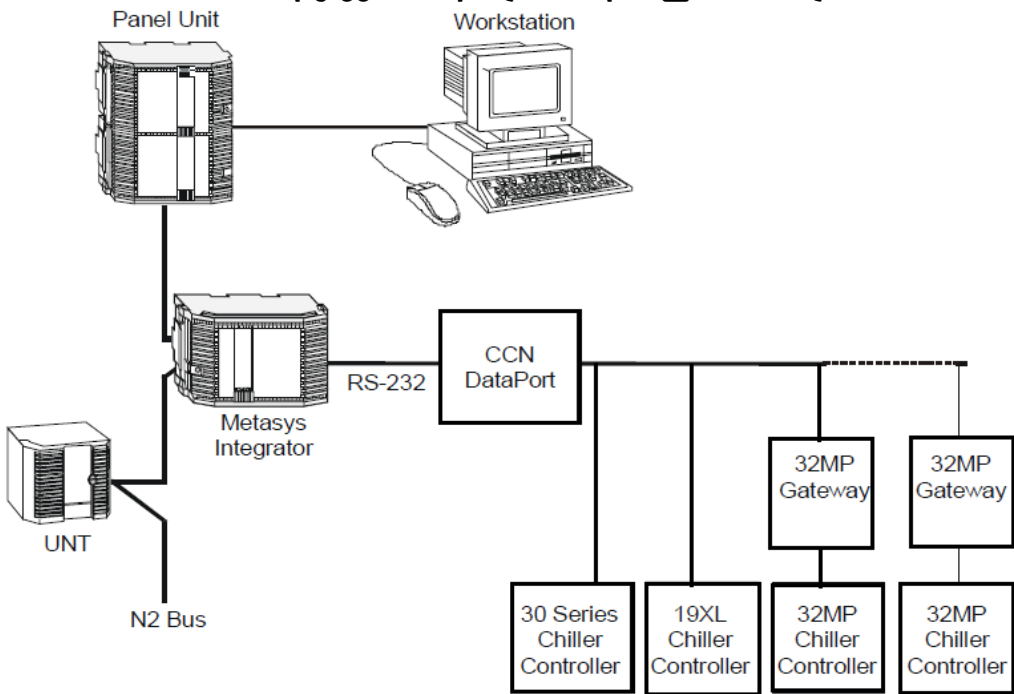 Panel Unit
Workstation
CCN
DataPort
RS-232
Metasys
Integrator
32MP
Gateway
32MP
Gateway
UNT
N2 Bus
30 Series
Chiller
Controller
19XL
Chiller
Controller
32MP
Chiller
Controller
32MP
Chiller
Controller